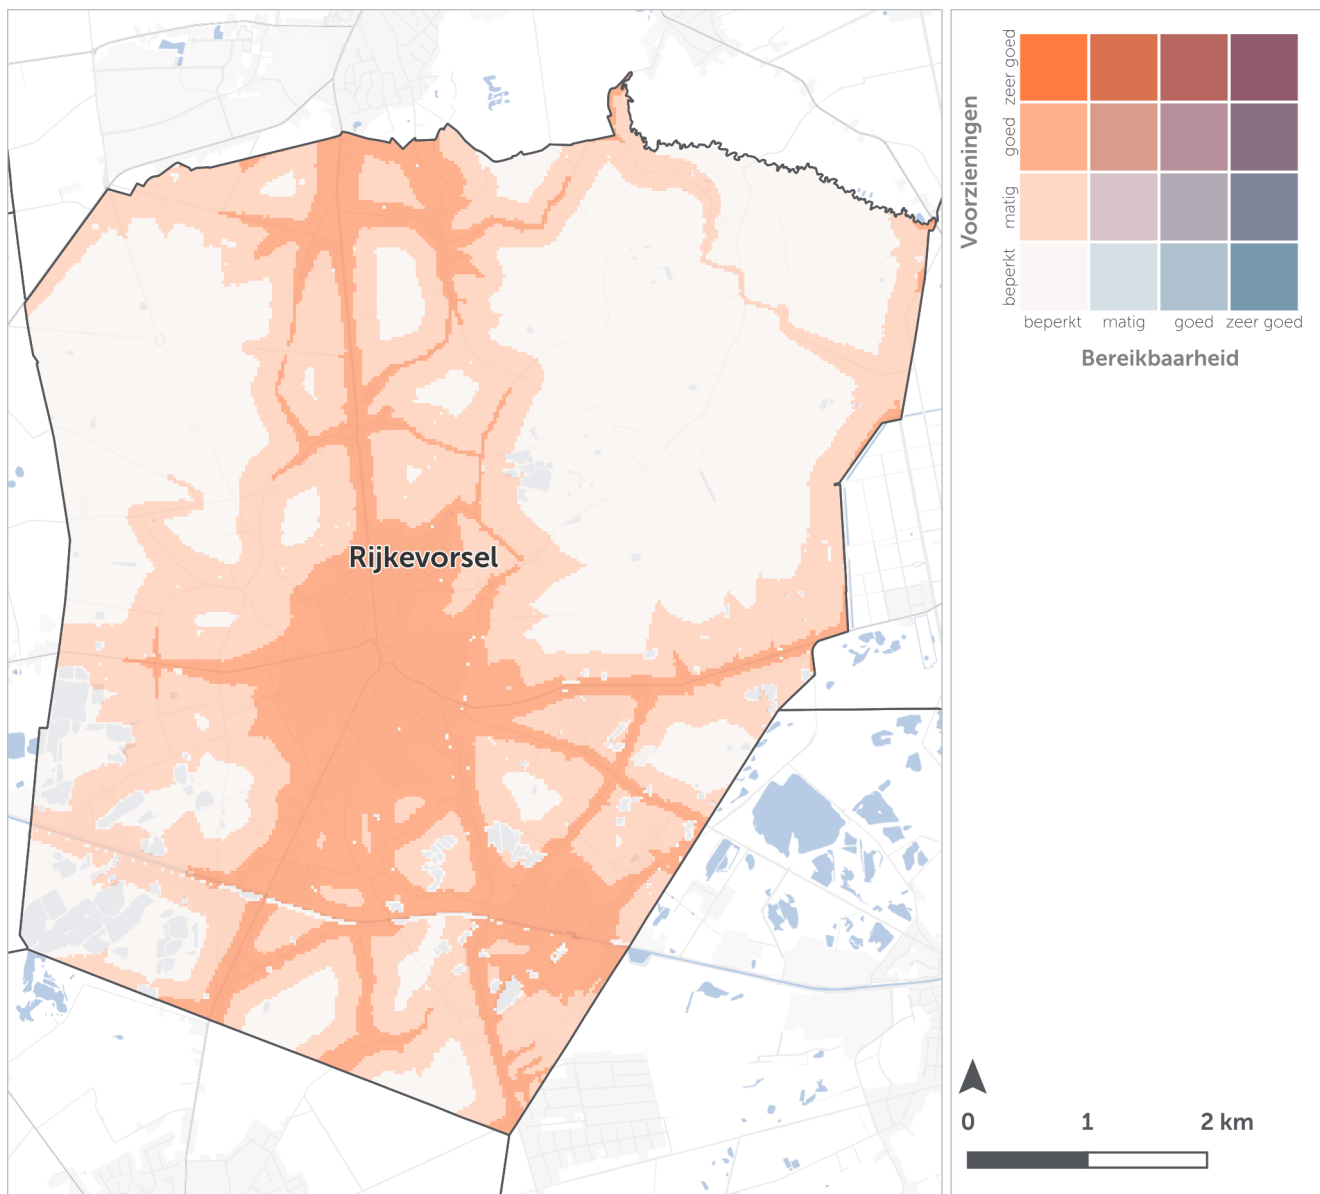 Rijkevorsel
Voorzieningen
zeer goed
goed
matig
beperkt
beperkt matig goed zeer goed
Bereikbaarheid
0 1 2 km